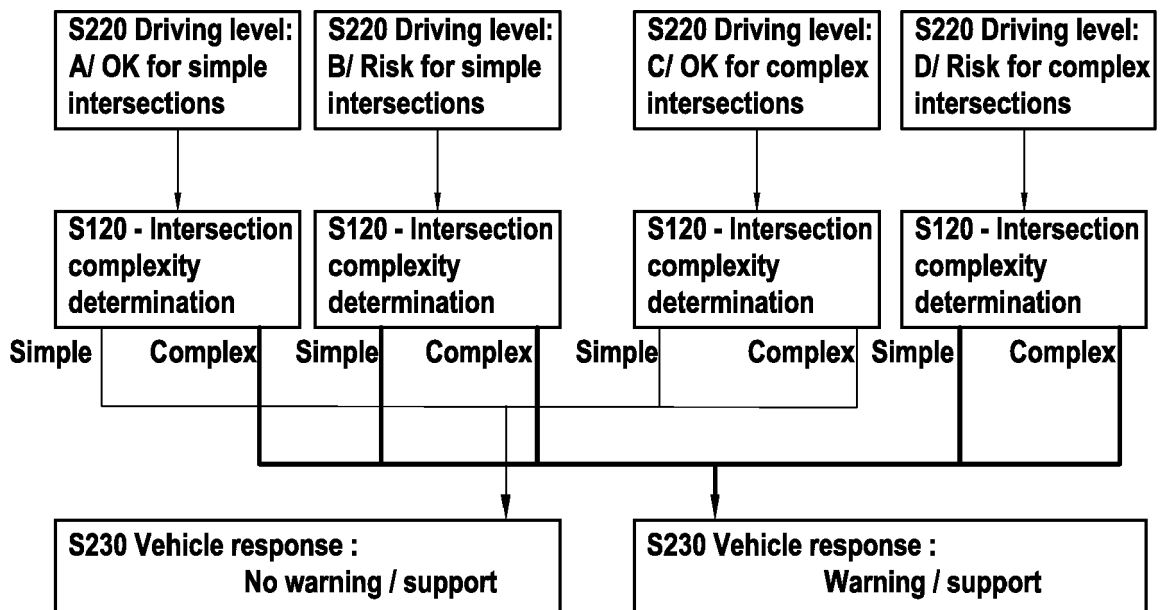 S220 Driving level:
A/ OK for simple
intersections
S220 Driving level:
B/ Risk for simple
intersections
S220 Driving level:
C/ OK for complex
intersections
S220 Driving level:
D/ Risk for complex
intersections
S120 - Intersection
complexity
determination
S120 - Intersection
complexity
determination
S120 - Intersection
complexity
determination
S120 - Intersection
complexity
determination
Simple
Complex
Simple
Complex
Simple
Complex
Simple
Complex
S230 Vehicle response :
No warning / support
S230 Vehicle response :
Warning / support